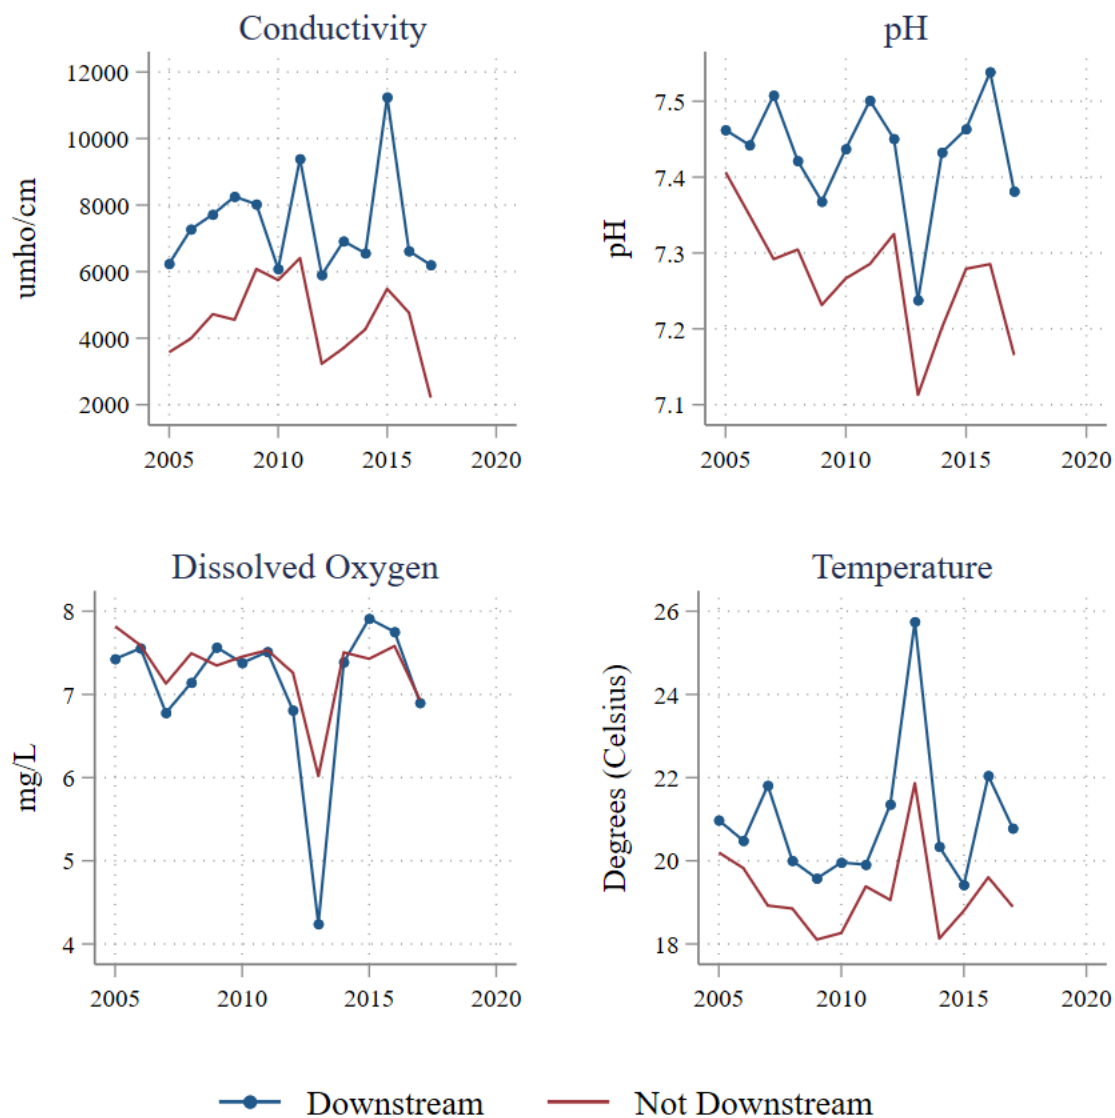 Conductivity
umho/cm
12000
10000
8000
6000
4000
2000
2005 2010 2015 2020
pH
pH
7.5
7.4
7.3
7.2
7.1
2005 2010 2015 2020
Dissolved Oxygen
mg/L
8
7
6
5
4
2005 2010 2015 2020
Temperature
Degrees (Celsius)
26
24
22
20
18
2005 2010 2015 2020
Downstream Not Downstream